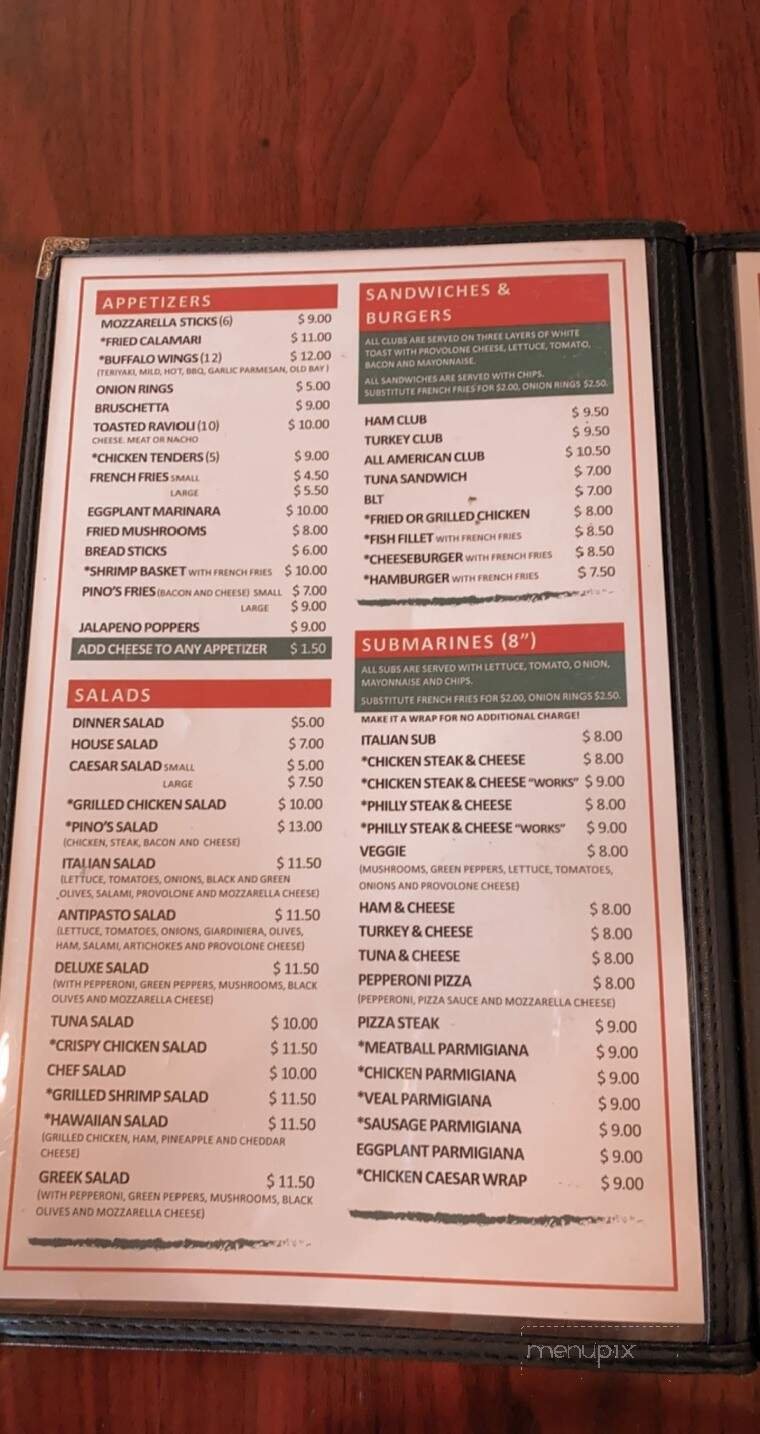 APPETIZERS
MOZZARELLA STICKS (6) $ 9.00
*FRIED CALAMARI $ 11.00
*BUFFALO WINGS (12) $ 12.00
(TERIYAKI, MILD, HOT, BBQ, GARLIC PARMESAN, OLD BAY )
ONION RINGS $ 5.00
BRUSCHETTA $ 9.00
TOASTED RAVIOLI (10) $ 10.00
CHEESE. MEAT OR NACHO
*CHICKEN TENDERS (5) $ 9.00
FRENCH FRIES SMALL $ 4.50
LARGE $ 5.50
EGGPLANT MARINARA $ 10.00
FRIED MUSHROOMS $ 8.00
BREAD STICKS $ 6.00
*SHRIMP BASKET WITH FRENCH FRIES $ 10.00
PINO'S FRIES (BACON AND CHEESE) SMALL $ 7.00
LARGE $ 9.00
JALAPENO POPPERS $ 9.00
ADD CHEESE TO ANY APPETIZER $ 1.50
SALADS
DINNER SALAD $5.00
HOUSE SALAD $ 7.00
CAESAR SALAD SMALL $ 5.00
LARGE $ 7.50
*GRILLED CHICKEN SALAD $ 10.00
*PINO'S SALAD $ 13.00
(CHICKEN, STEAK, BACON AND CHEESE)
ITALIAN SALAD $ 11.50
(LETTUCE, TOMATOES, ONIONS, BLACK AND GREEN
OLIVES, SALAMI, PROVOLONE AND MOZZARELLA CHEESE)
ANTIPASTO SALAD $ 11.50
(LETTUCE, TOMATOES, ONIONS, GIARDINIERA, OLIVES,
HAM, SALAMI, ARTICHOKES AND PROVOLONE CHEESE)
DELUXE SALAD $ 11.50
(WITH PEPPERONI, GREEN PEPPERS, MUSHROOMS, BLACK
OLIVES AND MOZZARELLA CHEESE)
TUNA SALAD $ 10.00
*CRISPY CHICKEN SALAD $ 11.50
CHEF SALAD $ 10.00
*GRILLED SHRIMP SALAD $ 11.50
*HAWAIIAN SALAD $ 11.50
(GRILLED CHICKEN, HAM, PINEAPPLE AND CHEDDAR
CHEESE)
GREEK SALAD $ 11.50
(WITH PEPPERONI, GREEN PEPPERS, MUSHROOMS, BLACK
OLIVES AND MOZZARELLA CHEESE)
SANDWICHES &
BURGERS
ALL CLUBS ARE SERVED ON THREE LAYERS OF WHITE
TOAST WITH PROVOLONE CHEESE, LETTUCE, TOMATO,
BACON AND MAYONNAISE.
ALL SANDWICHES ARE SERVED WITH CHIPS.
SUBSTITUTE FRENCH FRIES FOR $2.00, ONION RINGS $2.50.
HAM CLUB $ 9.50
TURKEY CLUB $ 9.50
ALL AMERICAN CLUB $ 10.50
TUNA SANDWICH $ 7.00
BLT $ 7.00
*FRIED OR GRILLED CHICKEN $ 8.00
*FISH FILLET WITH FRENCH FRIES $ 8.50
*CHEESEBURGER WITH FRENCH FRIES $ 8.50
*HAMBURGER WITH FRENCH FRIES $ 7.50
SUBMARINES (8")
ALL SUBS ARE SERVED WITH LETTUCE, TOMATO, ONION,
MAYONNAISE AND CHIPS.
SUBSTITUTE FRENCH FRIES FOR $2.00, ONION RINGS $2.50.
MAKE IT A WRAP FOR NO ADDITIONAL CHARGE!
ITALIAN SUB $ 8.00
*CHICKEN STEAK & CHEESE $ 8.00
*CHICKEN STEAK & CHEESE "WORKS" $ 9.00
*PHILLY STEAK & CHEESE $ 8.00
*PHILLY STEAK & CHEESE "WORKS" $ 9.00
VEGGIE $ 8.00
(MUSHROOMS, GREEN PEPPERS, LETTUCE, TOMATOES,
ONIONS AND PROVOLONE CHEESE)
HAM & CHEESE $ 8.00
TURKEY & CHEESE $ 8.00
TUNA & CHEESE $ 8.00
PEPPERONI PIZZA $ 8.00
(PEPPERONI, PIZZA SAUCE AND MOZZARELLA CHEESE)
PIZZA STEAK $ 9.00
*MEATBALL PARMIGIANA $ 9.00
*CHICKEN PARMIGIANA $ 9.00
*VEAL PARMIGIANA $ 9.00
*SAUSAGE PARMIGIANA $ 9.00
EGGPLANT PARMIGIANA $ 9.00
*CHICKEN CAESAR WRAP $ 9.00
menupix